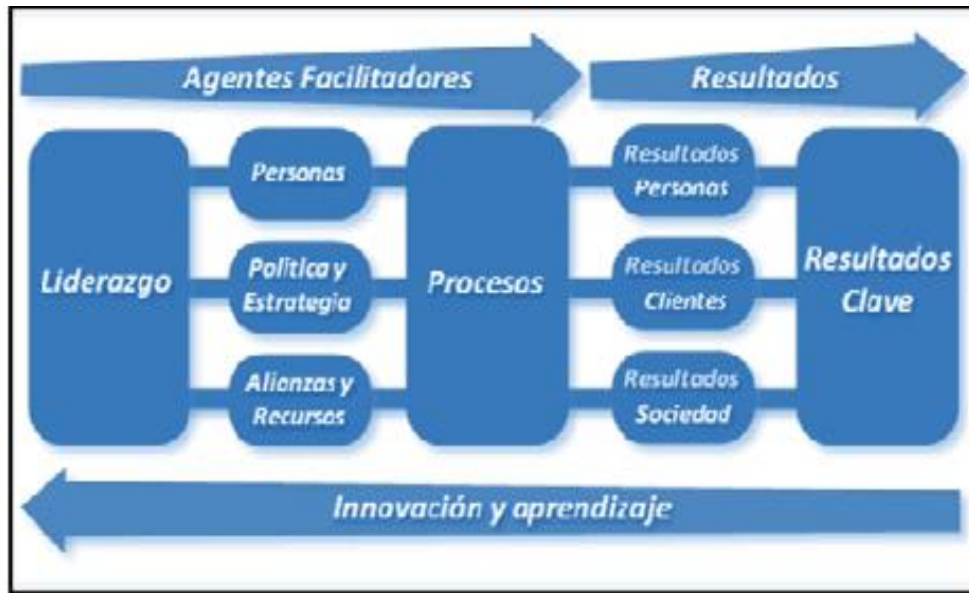 Agentes Facilitadores
Resultados
Liderazgo
Personas
Política y
Estrategia
Alianzas y
Recursos
Procesos
Resultados
Personas
Resultados
Clientes
Resultados
Sociedad
Resultados
Clave
Innovación y aprendizaje